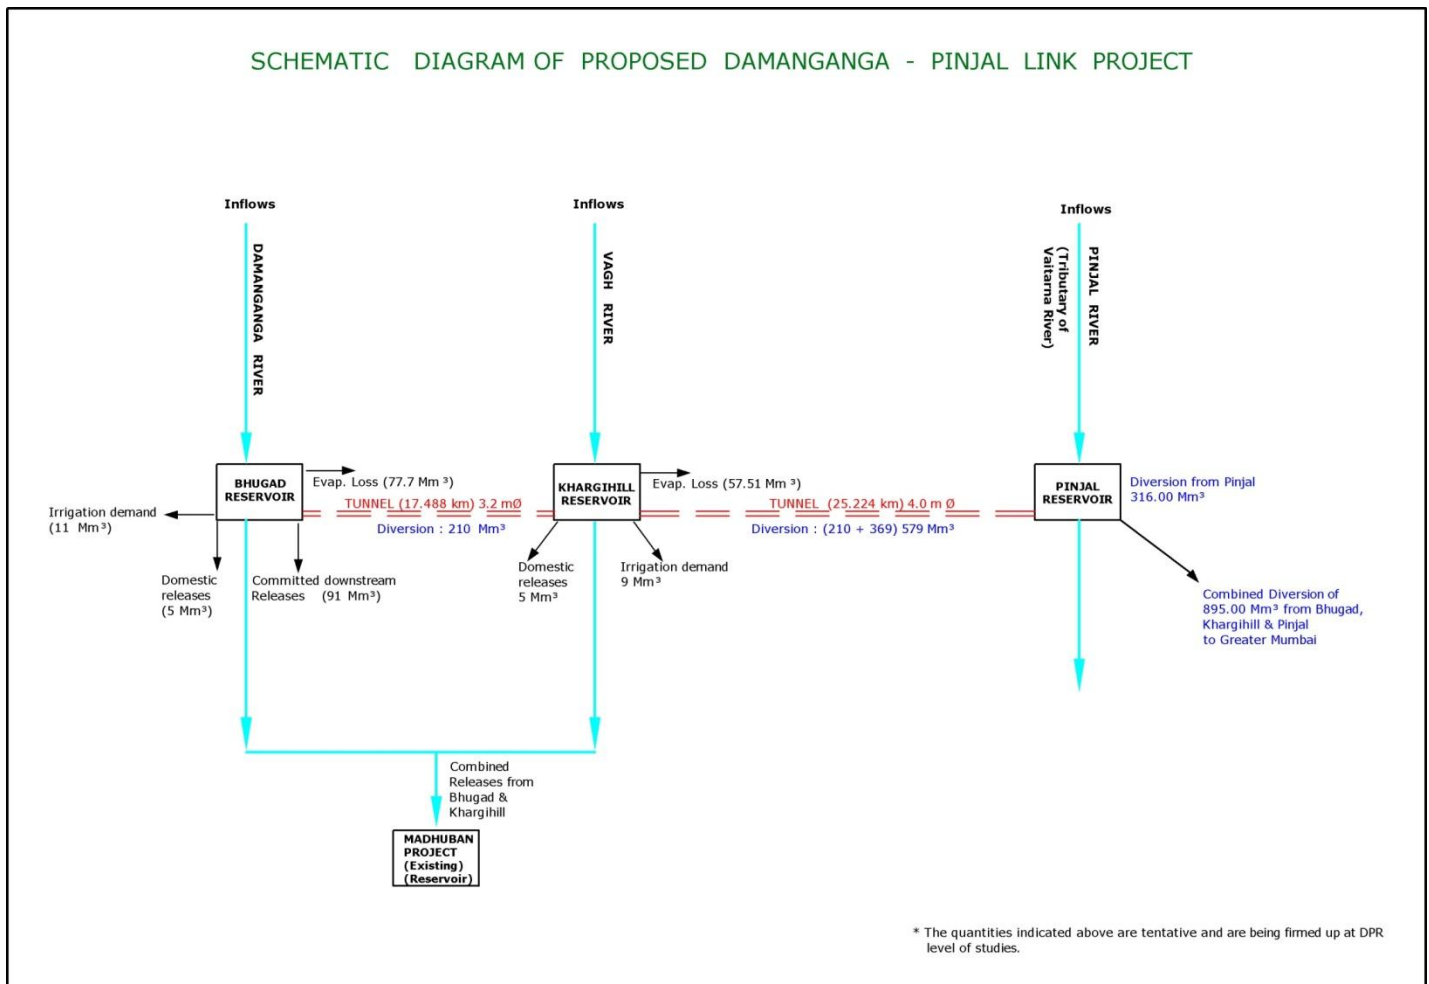 SCHEMATIC DIAGRAM OF PROPOSED DAMANGANGA - PINJAL LINK PROJECT
Inflows
Inflows
Inflows
DAMANGANGA RIVER
VAGH RIVER
PINJAL RIVER
(Tributary of
Vaitarna River)
BHUGAD
RESERVOIR
Evap. Loss (77.7 Mm³)
TUNNEL (17.488 km) 3.2 mØ
Diversion : 210 Mm³
Irrigation demand
(11 Mm³)
Domestic
releases
(5 Mm³)
Committed downstream
Releases (91 Mm³)
KHARGIHILL
RESERVOIR
Evap. Loss (57.51 Mm³)
TUNNEL (25.224 km) 4.0 m Ø
Diversion : (210 + 369) 579 Mm³
Domestic
releases
5 Mm³
Irrigation demand
9 Mm³
PINJAL
RESERVOIR
Diversion from Pinjal
316.00 Mm³
Combined Diversion of
895.00 Mm³ from Bhugad,
Khargihill & Pinjal
to Greater Mumbai
Combined
Releases from
Bhugad &
Khargihill
MADHUBAN
PROJECT
(Existing)
(Reservoir)
* The quantities indicated above are tentative and are being firmed up at DPR
level of studies.